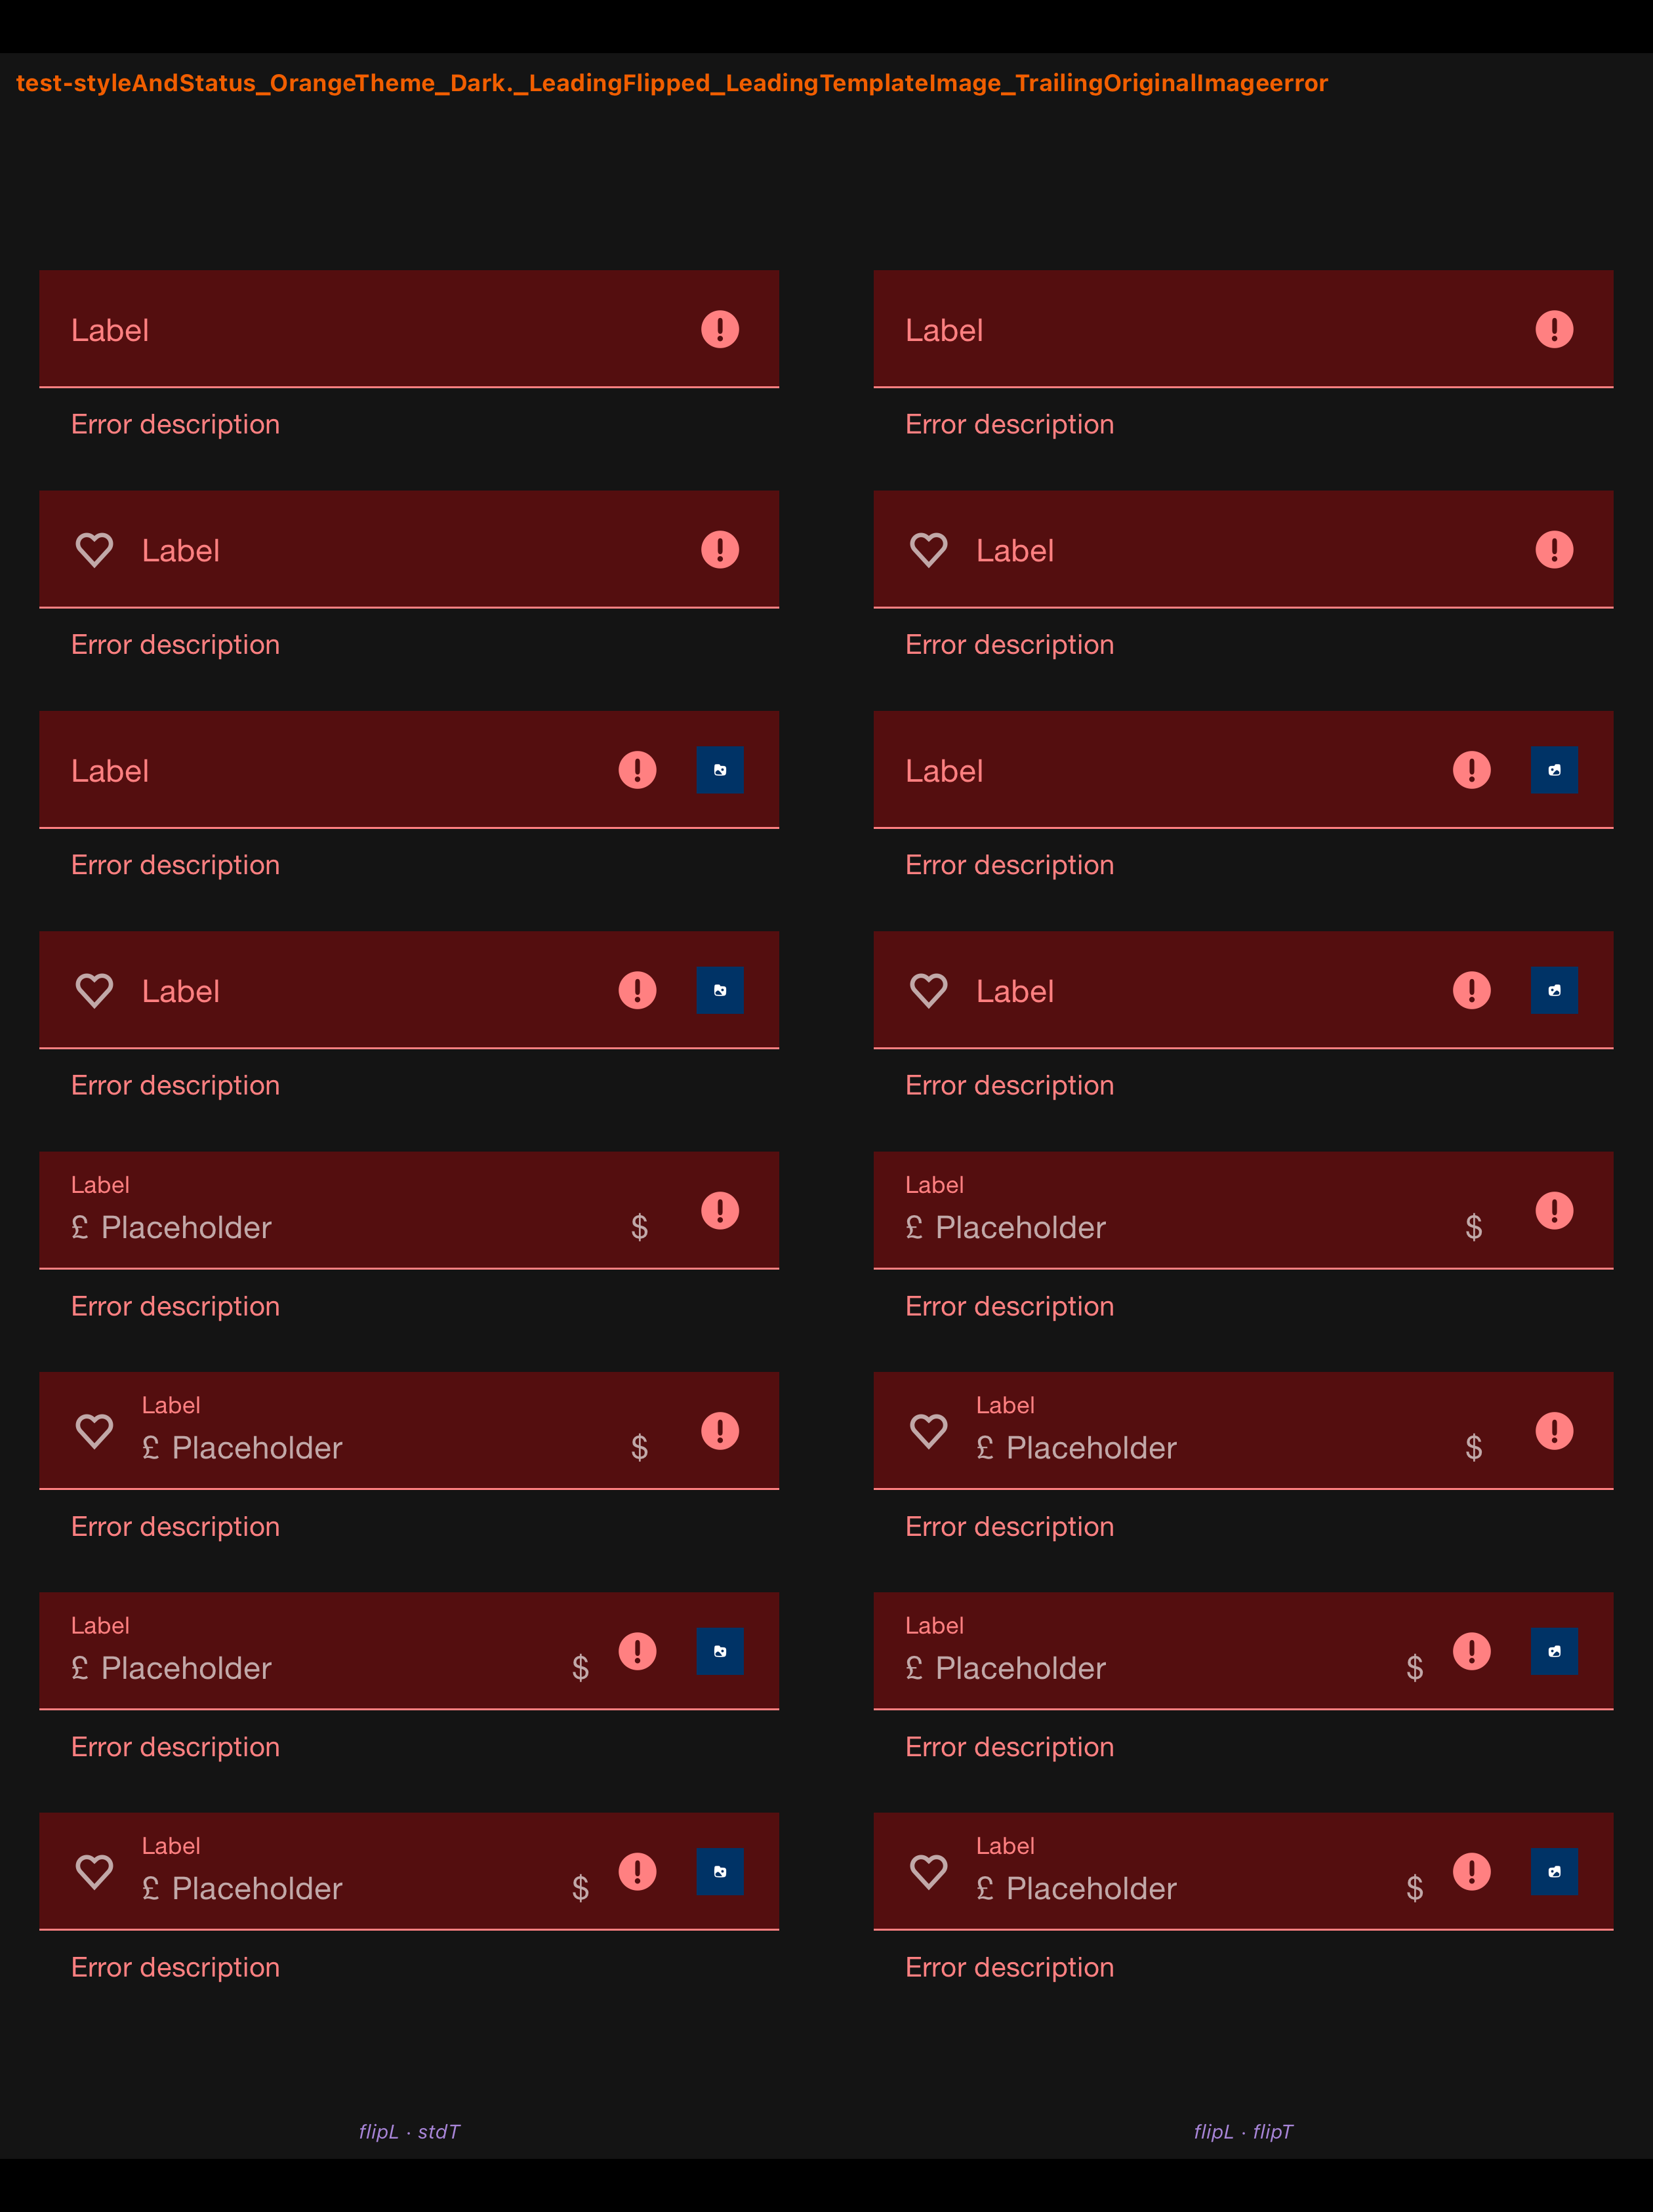 test-styleAndStatus_OrangeTheme_Dark._LeadingFlipped_LeadingTemplateImage_TrailingOriginalImageerror
Label
Label
Error description
Error description
Label
Label
Error description
Error description
Label
Label
Error description
Error description
Label
Label
Error description
Error description
Label
£ Placeholder $
Label
£ Placeholder $
Error description
Error description
Label
£ Placeholder $
Label
£ Placeholder $
Error description
Error description
Label
£ Placeholder $
Label
£ Placeholder $
Error description
Error description
Label
£ Placeholder $
Label
£ Placeholder $
Error description
Error description
flipL · stdT
flipL · flipT